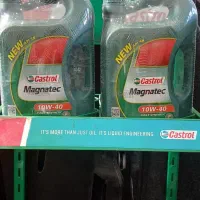 NEW
Castrol
Magnatec
10W-40
NEW
Castrol
Magnatec
10W-40
IT'S MORE THAN JUST OIL. IT'S LIQUID ENGINEERING.
Castrol